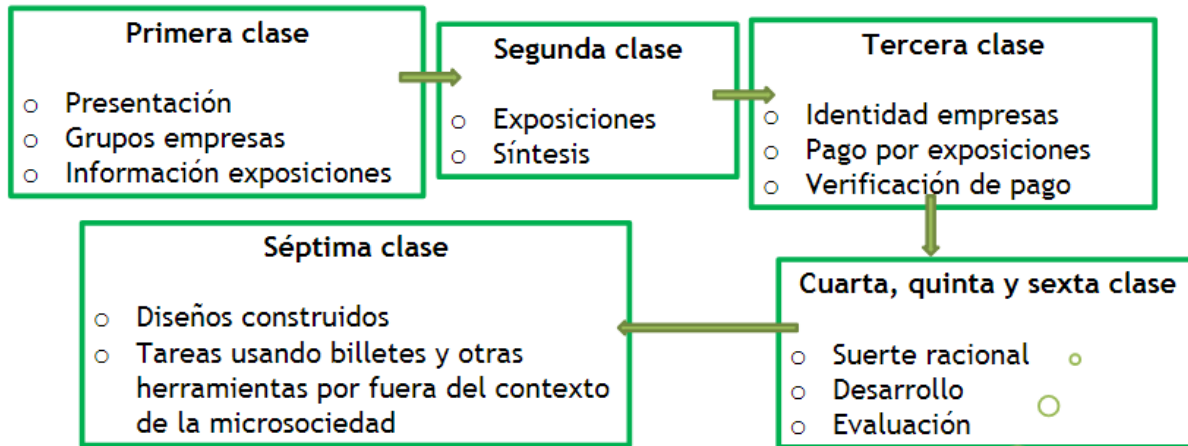 Primera clase
o Presentación
o Grupos empresas
o Información exposiciones
Segunda clase
o Exposiciones
o Síntesis
Tercera clase
o Identidad empresas
o Pago por exposiciones
o Verificación de pago
Cuarta, quinta y sexta clase
o Suerte racional
o Desarrollo
o Evaluación
Séptima clase
o Diseños construidos
o Tareas usando billetes y otras
herramientas por fuera del contexto
de la microsociedad